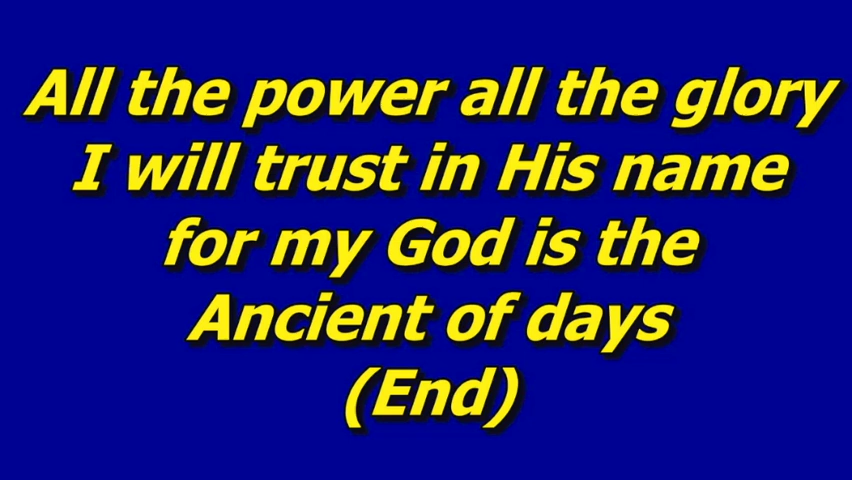 All the power all the glory
I will trust in His name
for my God is the
Ancient of days
(End)